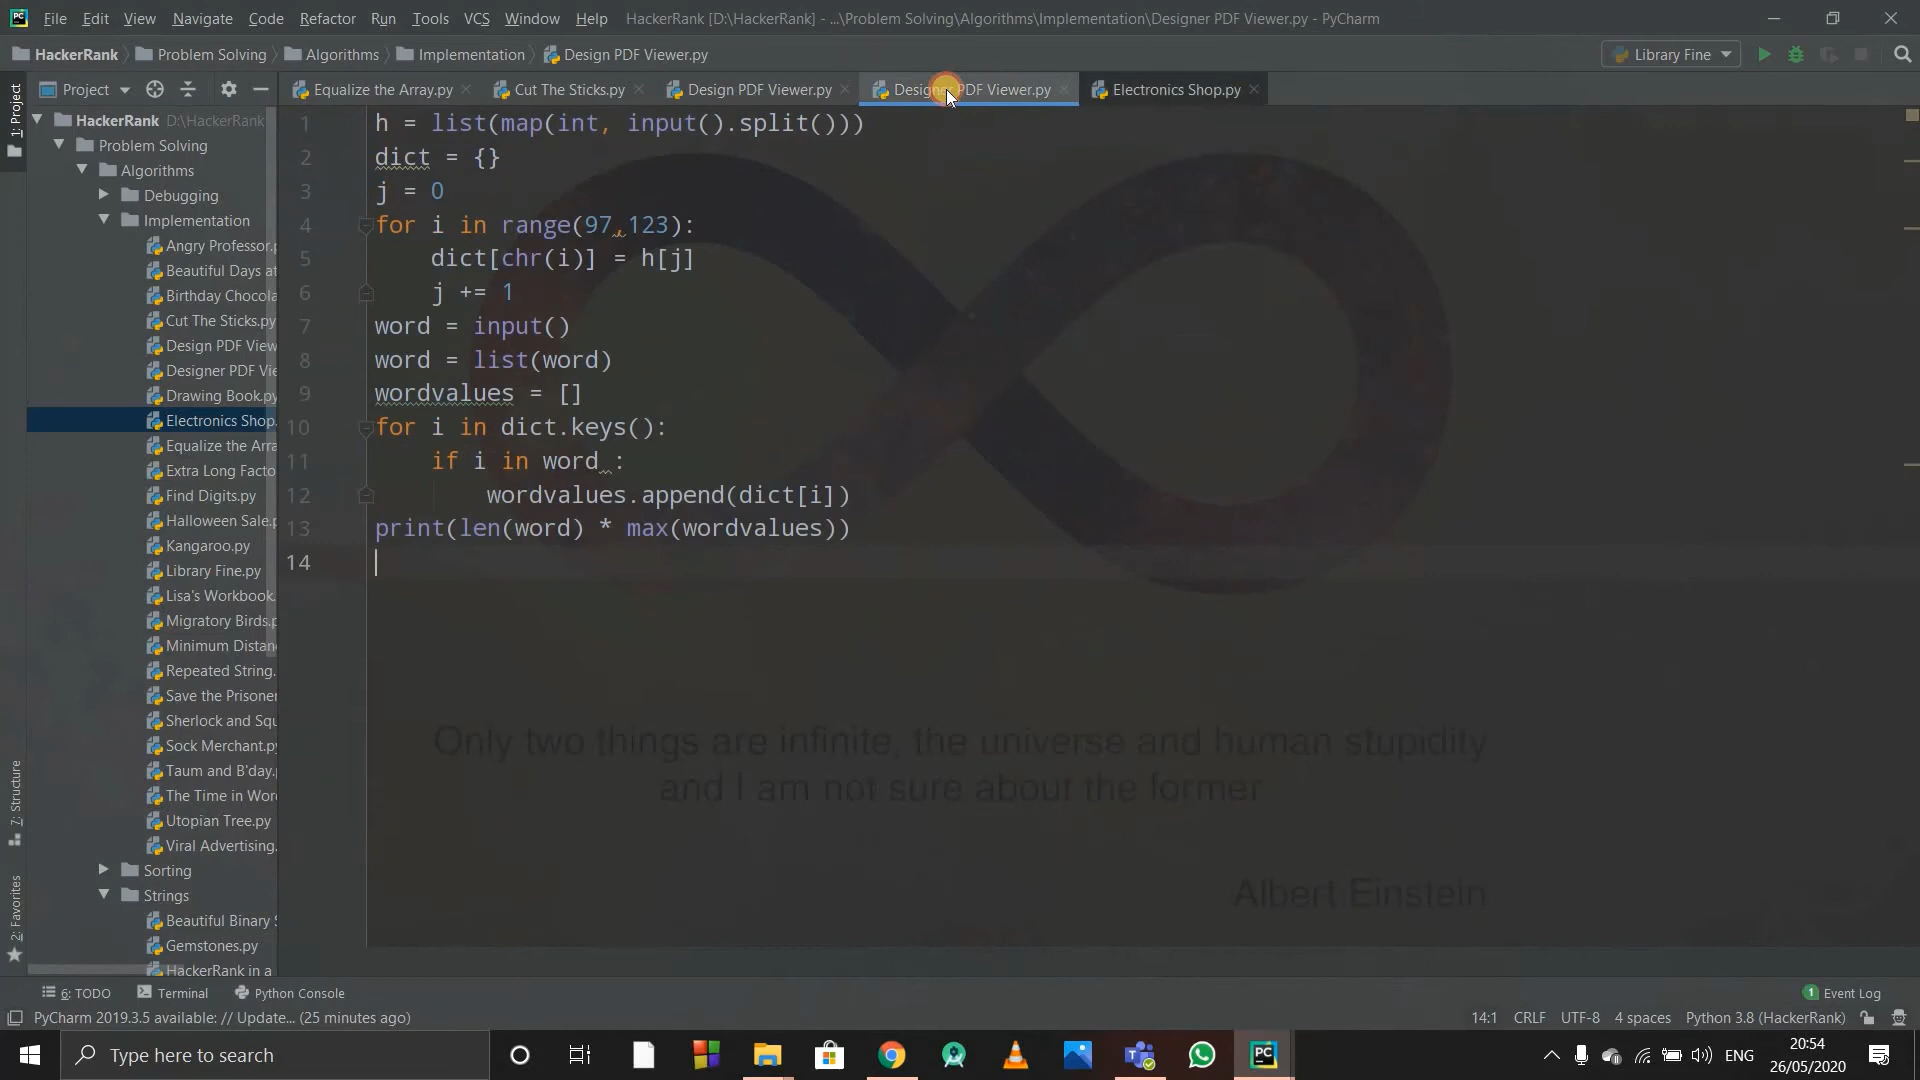 File Edit View Navigate Code Refactor Run Tools VCS Window Help HackerRank [D:\HackerRank] - ...\Problem Solving\Algorithms\Implementation\Designer PDF Viewer.py - PyCharm
HackerRank Problem Solving Algorithms Implementation Design PDF Viewer.py Library Fine
Project Equalize the Array.py Cut The Sticks.py Design PDF Viewer.py Designer PDF Viewer.py Electronics Shop.py
1: Project
HackerRank D:\HackerRank
Problem Solving
Algorithms
Debugging
Implementation
Angry Professor.p
Beautiful Days at
Birthday Chocola
Cut The Sticks.py
Design PDF View
Designer PDF Vie
Drawing Book.py
Electronics Shop.
Equalize the Arra
Extra Long Facto
Find Digits.py
Halloween Sale.p
Kangaroo.py
Library Fine.py
Lisa's Workbook.
Migratory Birds.p
Minimum Distan
Repeated String.
Save the Prisoner
Sherlock and Squ
Sock Merchant.py
Taum and B'day.p
The Time in Wor
Utopian Tree.py
Viral Advertising.
Sorting
Strings
Beautiful Binary S
Gemstones.py
HackerRank in a
7: Structure
2: Favorites
1 h = list(map(int, input().split()))
2 dict = {}
3 j = 0
4 for i in range(97,123):
5 dict[chr(i)] = h[j]
6 j += 1
7 word = input()
8 word = list(word)
9 wordvalues = []
10 for i in dict.keys():
11 if i in word :
12 wordvalues.append(dict[i])
13 print(len(word) * max(wordvalues))
14
Only two things are infinite, the universe and human stupidity
and I am not sure about the former
Albert Einstein
6: TODO Terminal Python Console 1 Event Log
PyCharm 2019.3.5 available: // Update... (25 minutes ago) 14:1 CRLF UTF-8 4 spaces Python 3.8 (HackerRank)
Type here to search PC ENG 20:54
26/05/2020